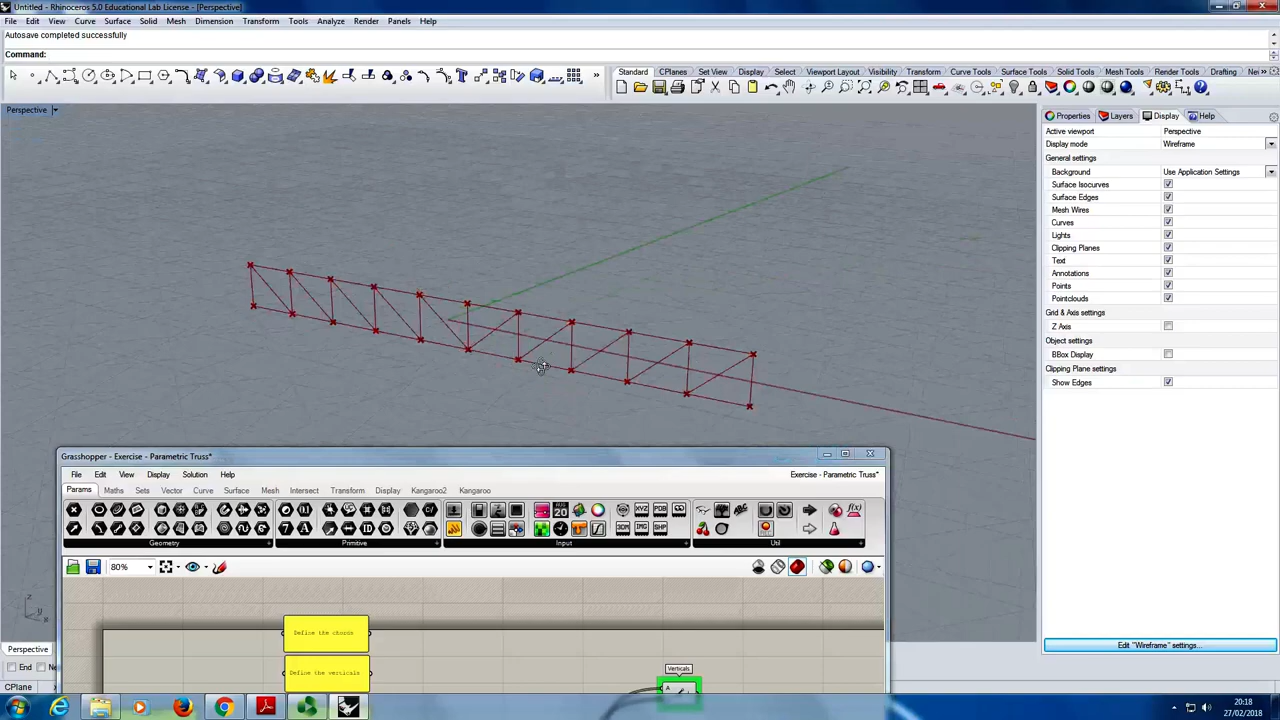 Untitled - Rhinoceros 5.0 Educational Lab License - [Perspective]
File Edit View Curve Surface Solid Mesh Dimension Transform Tools Analyze Render Panels Help
Autosave completed successfully
Command:
Standard CPlanes Set View Display Select Viewport Layout Visibility Transform Curve Tools Surface Tools Solid Tools Mesh Tools Render Tools Drafting
Perspective
Properties Layers Display Help
Active viewport Perspective
Display mode Wireframe
General settings
Background Use Application Settings
Surface Isocurves
Surface Edges
Mesh Wires
Curves
Lights
Clipping Planes
Text
Annotations
Points
Pointclouds
Grid & Axis settings
Z Axis
Object settings
BBox Display
Clipping Plane settings
Show Edges
Edit "Wireframe" settings...
Grasshopper - Exercise - Parametric Truss*
File Edit View Display Solution Help Exercise - Parametric Truss*
Params Maths Sets Vector Curve Surface Mesh Intersect Transform Display Kangaroo2 Kangaroo
Geometry Primitive Input Util
80%
Define the chords
Define the verticals
Verticals
A
z
y
x
Perspective
End
CPlane
20:18
27/02/2018